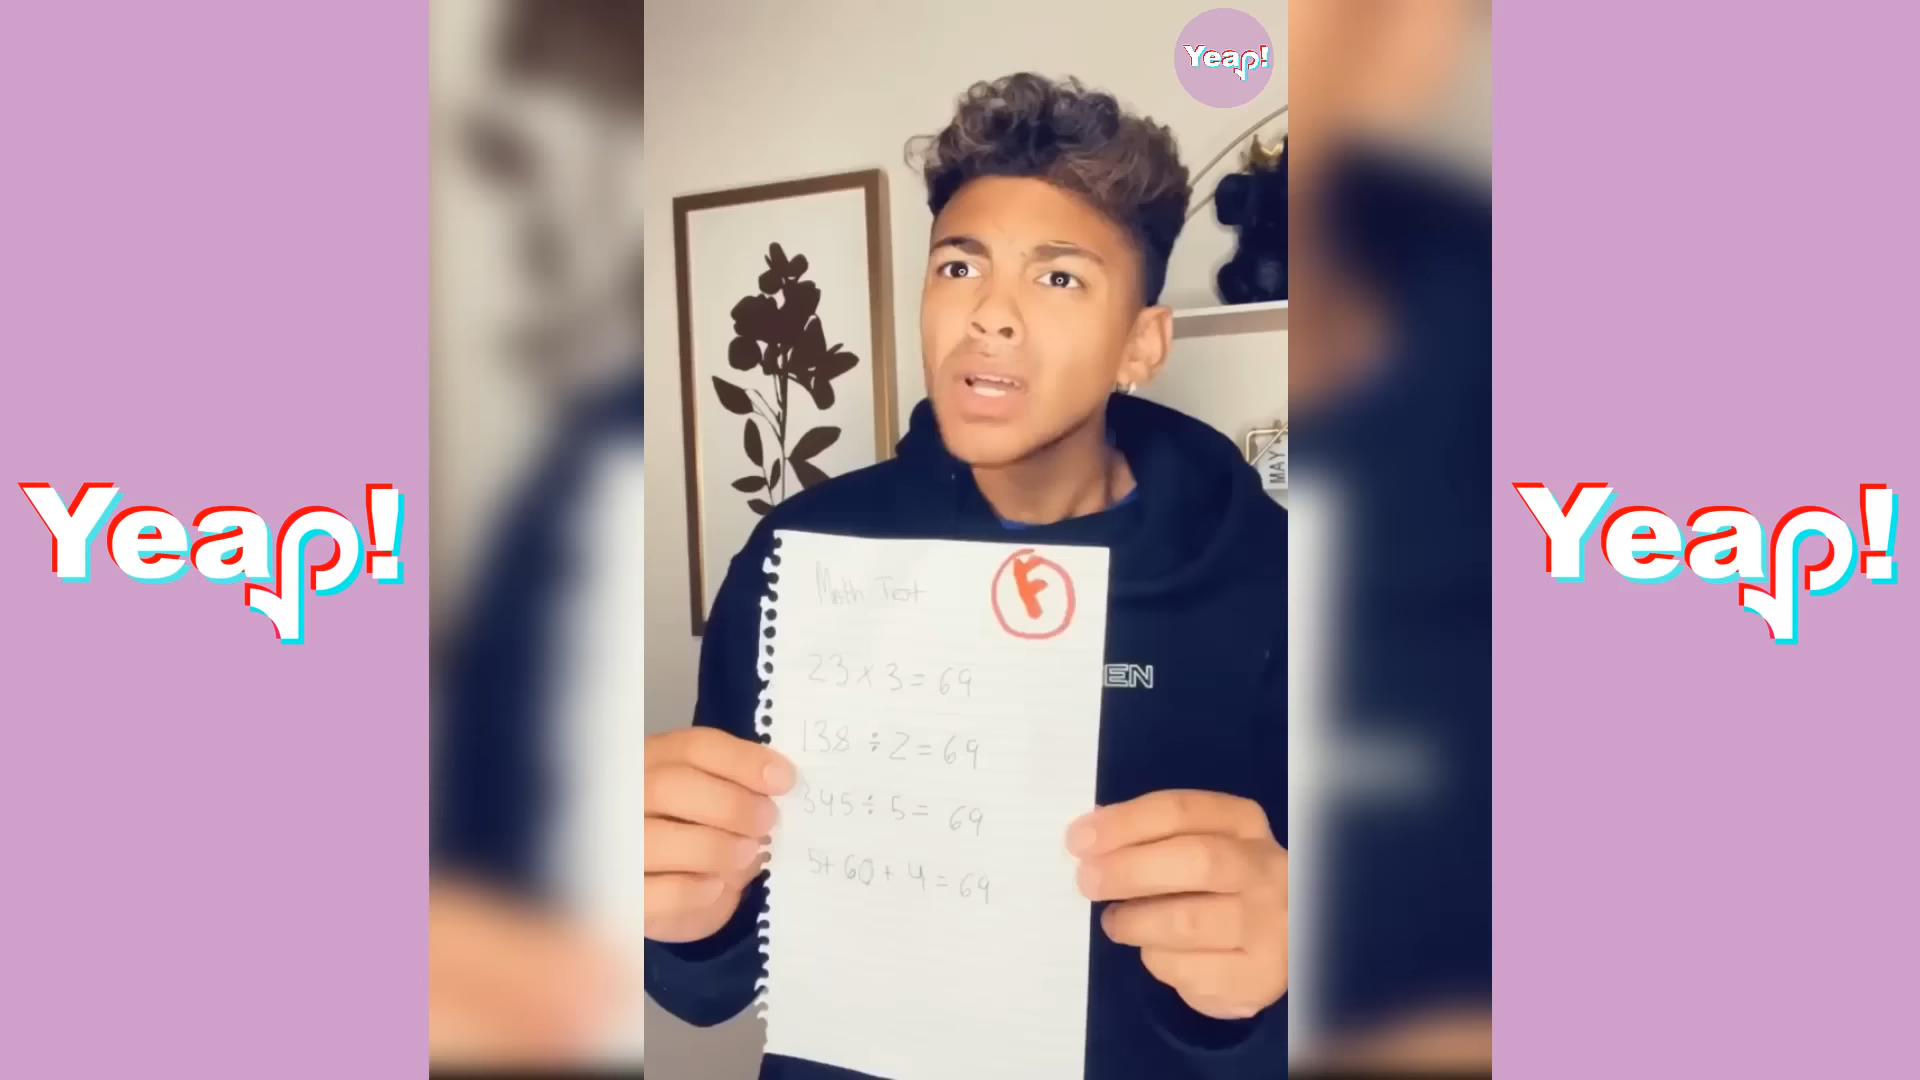 Yeap!
Yeap!
Yeap!
MAY
Math Test
F
EN
23 x 3 = 69
138 ÷ 2 = 69
345 ÷ 5 = 69
5 + 60 + 4 = 69